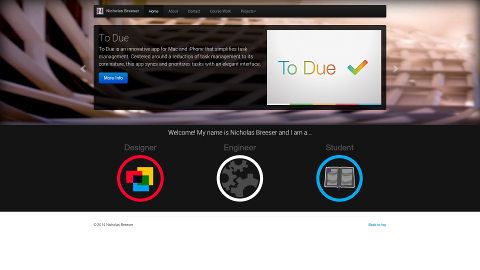 Nicholas Breeser Home About Contact Course Work Projects
To Due
To Due is an innovative app for Mac and iPhone that simplifies task
management. Centered around a reduction of task management to its
core nature, this app syncs and prioritizes tasks with an elegant interface.
More Info
To Due
Welcome! My name is Nicholas Breeser and I am a...
Designer Engineer Student
© 2014 Nicholas Breeser Back to top